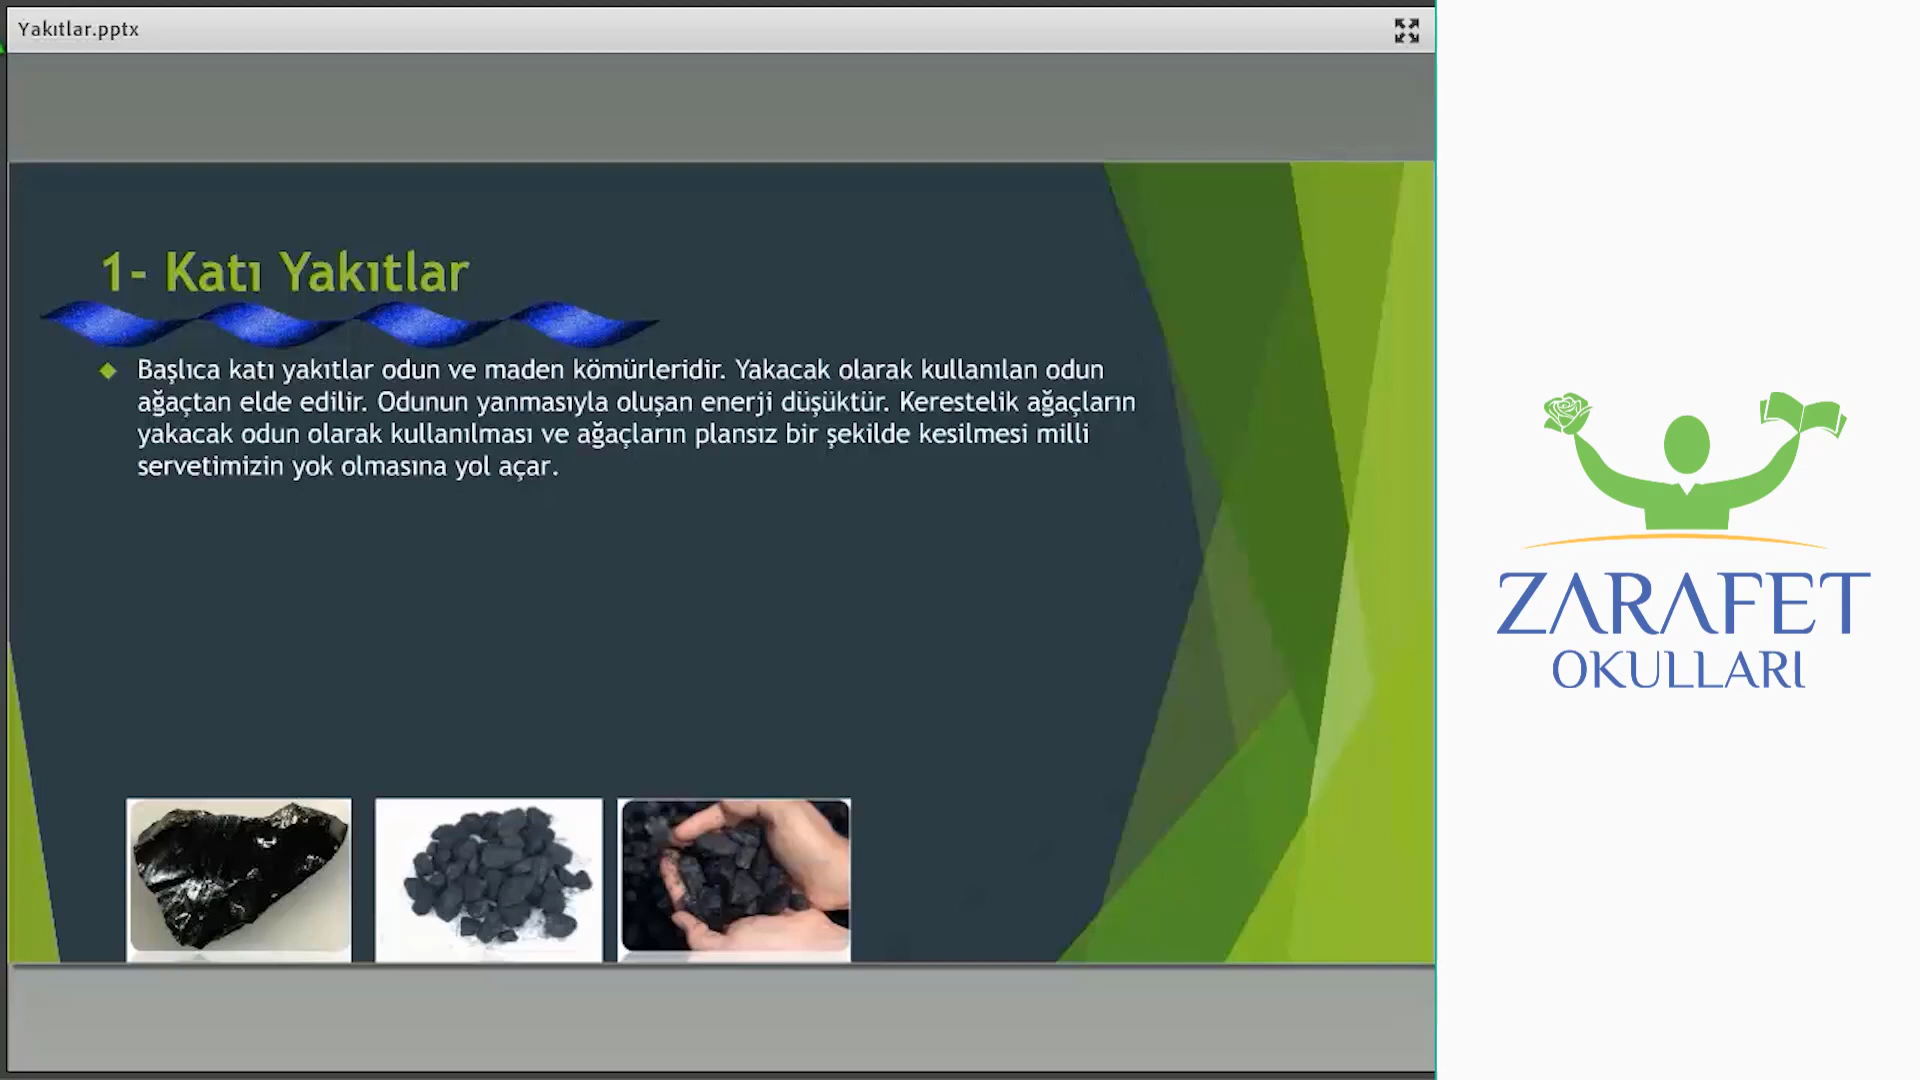 Yakıtlar.pptx
1- Katı Yakıtlar
Başlıca katı yakıtlar odun ve maden kömürleridir. Yakacak olarak kullanılan odun
ağaçtan elde edilir. Odunun yanmasıyla oluşan enerji düşüktür. Kerestelik ağaçların
yakacak odun olarak kullanılması ve ağaçların plansız bir şekilde kesilmesi milli
servetimizin yok olmasına yol açar.
ZARAFET
OKULLARI